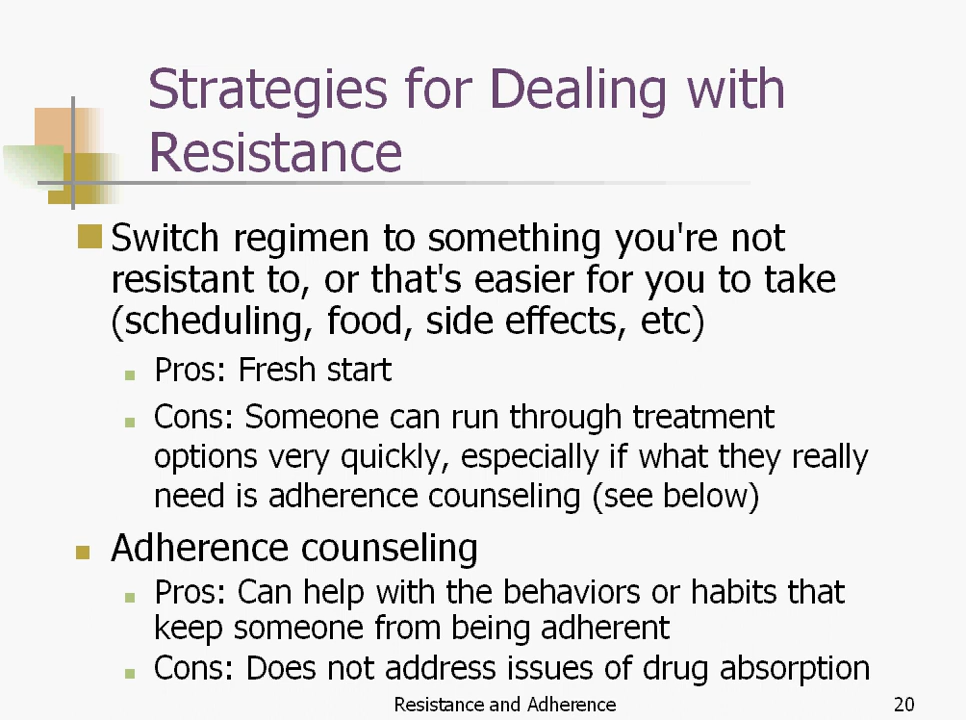 Strategies for Dealing with
Resistance
Switch regimen to something you're not
resistant to, or that's easier for you to take
(scheduling, food, side effects, etc)
Pros: Fresh start
Cons: Someone can run through treatment
options very quickly, especially if what they really
need is adherence counseling (see below)
Adherence counseling
Pros: Can help with the behaviors or habits that
keep someone from being adherent
Cons: Does not address issues of drug absorption
Resistance and Adherence 20